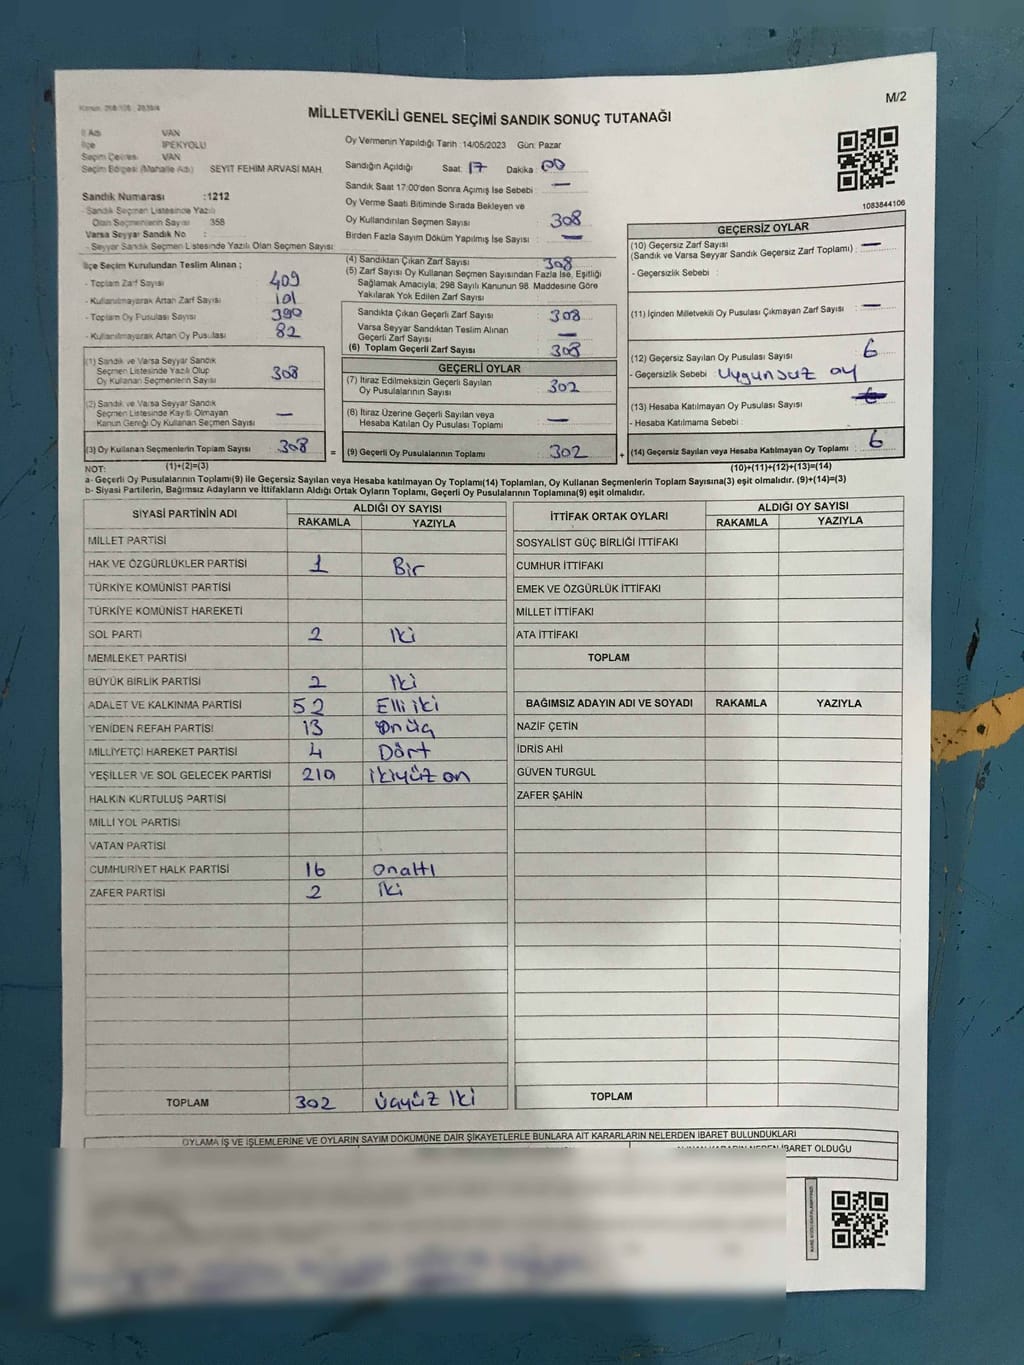 M/2
MİLLETVEKİLİ GENEL SEÇİMİ SANDIK SONUÇ TUTANAĞI
İl Adı VAN
İlçe İPEKYOLU
Seçim Çevresi VAN
Seçim Bölgesi (Mahalle Adı) SEYİT FEHİM ARVASİ MAH.
Sandık Numarası :1212
- Sandık Seçmen Listesinde Yazılı
Olan Seçmenlerin Sayısı 358
Varsa Seyyar Sandık No :
- Seyyar Sandık Seçmen Listesinde Yazılı Olan Seçmen Sayısı:
Oy Vermenin Yapıldığı Tarih :14/05/2023 Gün: Pazar
Sandığın Açıldığı Saat: 17 Dakika: 00
Sandık Saat 17:00'den Sonra Açılmış İse Sebebi : —
Oy Verme Saati Bitiminde Sırada Bekleyen ve
Oy Kullandırılan Seçmen Sayısı 308
Birden Fazla Sayım Döküm Yapılmış İse Sayısı : —
1083844106
İlçe Seçim Kurulundan Teslim Alınan ;
- Toplam Zarf Sayısı 409
- Kullanılmayarak Artan Zarf Sayısı 101
- Toplam Oy Pusulası Sayısı 390
- Kullanılmayarak Artan Oy Pusulası 82
(1) Sandık ve Varsa Seyyar Sandık
Seçmen Listesinde Yazılı Olup
Oy Kullanan Seçmenlerin Sayısı 308
(2) Sandık ve Varsa Seyyar Sandık
Seçmen Listesinde Kayıtlı Olmayan
Kanun Gereği Oy Kullanan Seçmen Sayısı —
(3) Oy Kullanan Seçmenlerin Toplam Sayısı 308 =
(4) Sandıktan Çıkan Zarf Sayısı 308
(5) Zarf Sayısı Oy Kullanan Seçmen Sayısından Fazla İse, Eşitliği
Sağlamak Amacıyla, 298 Sayılı Kanunun 98. Maddesine Göre
Yakılarak Yok Edilen Zarf Sayısı :
Sandıkta Çıkan Geçerli Zarf Sayısı 308
Varsa Seyyar Sandıktan Teslim Alınan
Geçerli Zarf Sayısı —
(6) Toplam Geçerli Zarf Sayısı 308
GEÇERLİ OYLAR
(7) İtiraz Edilmeksizin Geçerli Sayılan
Oy Pusulalarının Sayısı 302
(8) İtiraz Üzerine Geçerli Sayılan veya
Hesaba Katılan Oy Pusulası Toplamı —
(9) Geçerli Oy Pusulalarının Toplamı 302 +
GEÇERSİZ OYLAR
(10) Geçersiz Zarf Sayısı —
(Sandık ve Varsa Seyyar Sandık Geçersiz Zarf Toplamı) :
- Geçersizlik Sebebi :
(11) İçinden Milletvekili Oy Pusulası Çıkmayan Zarf Sayısı : —
(12) Geçersiz Sayılan Oy Pusulası Sayısı 6
- Geçersizlik Sebebi Uygunsuz oy
(13) Hesaba Katılmayan Oy Pusulası Sayısı
- Hesaba Katılmama Sebebi :
(14) Geçersiz Sayılan veya Hesaba Katılmayan Oy Toplamı : 6
NOT: (1)+(2)=(3) (10)+(11)+(12)+(13)=(14)
a- Geçerli Oy Pusulalarının Toplamı(9) ile Geçersiz Sayılan veya Hesaba katılmayan Oy Toplamı(14) Toplamları, Oy Kullanan Seçmenlerin Toplam Sayısına(3) eşit olmalıdır. (9)+(14)=(3)
b- Siyasi Partilerin, Bağımsız Adayların ve İttifakların Aldığı Ortak Oyların Toplamı, Geçerli Oy Pusulalarının Toplamına(9) eşit olmalıdır.
SİYASİ PARTİNİN ADI ALDIĞI OY SAYISI
RAKAMLA YAZIYLA
MİLLET PARTİSİ
HAK VE ÖZGÜRLÜKLER PARTİSİ 1 Bir
TÜRKİYE KOMÜNİST PARTİSİ
TÜRKİYE KOMÜNİST HAREKETİ
SOL PARTİ 2 İki
MEMLEKET PARTİSİ
BÜYÜK BİRLİK PARTİSİ 2 İki
ADALET VE KALKINMA PARTİSİ 52 Elli iki
YENİDEN REFAH PARTİSİ 13 Onüç
MİLLİYETÇİ HAREKET PARTİSİ 4 Dört
YEŞİLLER VE SOL GELECEK PARTİSİ 210 ikiyüz on
HALKIN KURTULUŞ PARTİSİ
MİLLİ YOL PARTİSİ
VATAN PARTİSİ
CUMHURİYET HALK PARTİSİ 16 onaltı
ZAFER PARTİSİ 2 iki
TOPLAM 302 üçyüz iki
İTTİFAK ORTAK OYLARI ALDIĞI OY SAYISI
RAKAMLA YAZIYLA
SOSYALİST GÜÇ BİRLİĞİ İTTİFAKI
CUMHUR İTTİFAKI
EMEK VE ÖZGÜRLÜK İTTİFAKI
MİLLET İTTİFAKI
ATA İTTİFAKI
TOPLAM
BAĞIMSIZ ADAYIN ADI VE SOYADI RAKAMLA YAZIYLA
NAZİF ÇETİN
İDRİS AHİ
GÜVEN TURGUL
ZAFER ŞAHİN
TOPLAM
OYLAMA İŞ VE İŞLEMLERİNE VE OYLARIN SAYIM DÖKÜMÜNE DAİR ŞİKAYETLERLE BUNLARA AİT KARARLARIN NELERDEN İBARET BULUNDUKLARI
İBARET OLDUĞU